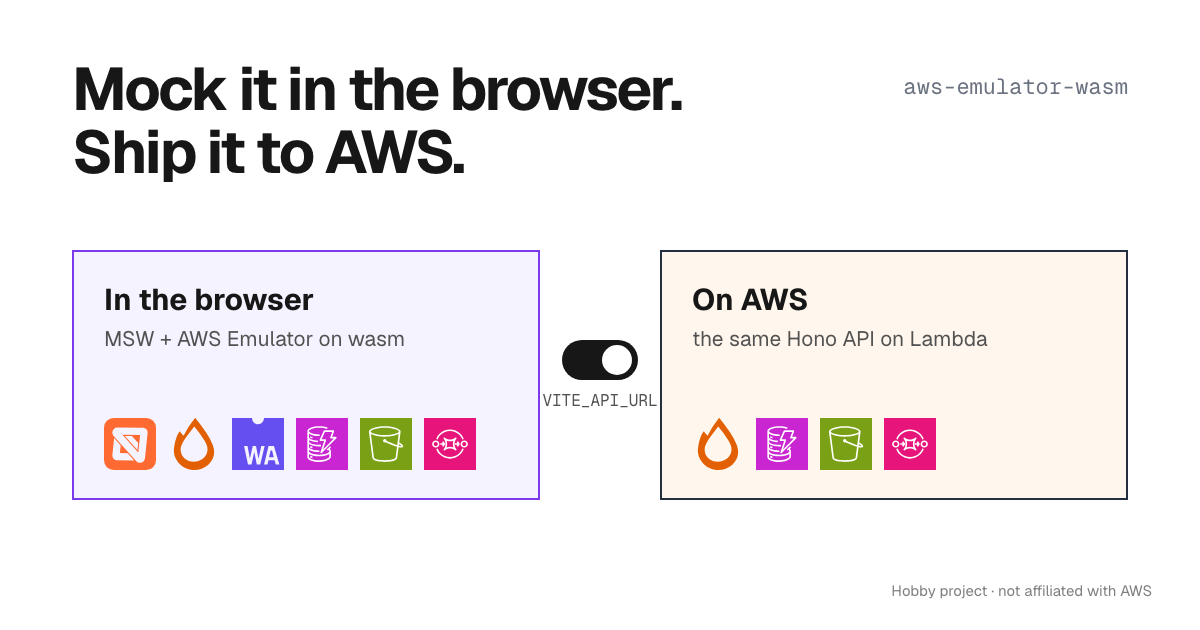 Mock it in the browser.
Ship it to AWS.
aws-emulator-wasm
In the browser
MSW + AWS Emulator on wasm
WA
VITE_API_URL
On AWS
the same Hono API on Lambda
Hobby project · not affiliated with AWS